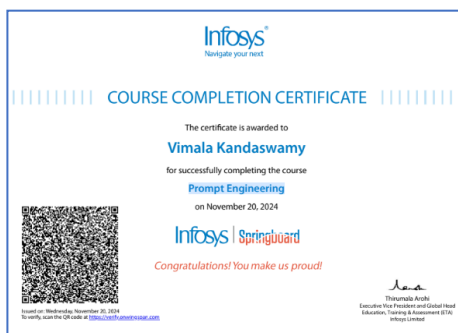 Infosys®
Navigate your next
COURSE COMPLETION CERTIFICATE
The certificate is awarded to
Vimala Kandaswamy
for successfully completing the course
Prompt Engineering
on November 20, 2024
Infosys | Springboard
Congratulations! You make us proud!
Issued on: Wednesday, November 20, 2024
To verify, scan the QR code at https://verify.onwingspan.com
Thirumala Arohi
Executive Vice President and Global Head
Education, Training & Assessment (ETA)
Infosys Limited